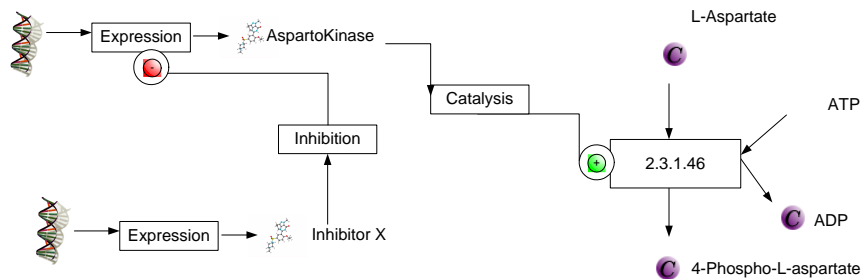 L-Aspartate
Expression
AspartoKinase
C
Catalysis
ATP
Inhibition
2.3.1.46
Expression
Inhibitor X
C
ADP
C
4-Phospho-L-aspartate